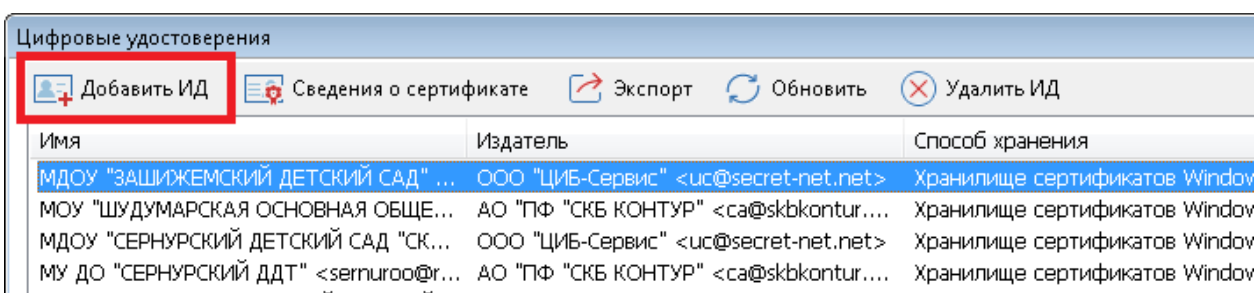 Цифровые удостоверения
Добавить ИД Сведения о сертификате Экспорт Обновить Удалить ИД
Имя Издатель Способ хранения
МДОУ "ЗАШИЖЕМСКИЙ ДЕТСКИЙ САД" ... ООО "ЦИБ-Сервис" <uc@secret-net.net> Хранилище сертификатов Window
МОУ "ШУДУМАРСКАЯ ОСНОВНАЯ ОБЩЕ... АО "ПФ "СКБ КОНТУР" <ca@skbkontur.... Хранилище сертификатов Window
МДОУ "СЕРНУРСКИЙ ДЕТСКИЙ САД "СК... ООО "ЦИБ-Сервис" <uc@secret-net.net> Хранилище сертификатов Window
МУ ДО "СЕРНУРСКИЙ ДДТ" <sernuroo@r... АО "ПФ "СКБ КОНТУР" <ca@skbkontur.... Хранилище сертификатов Window